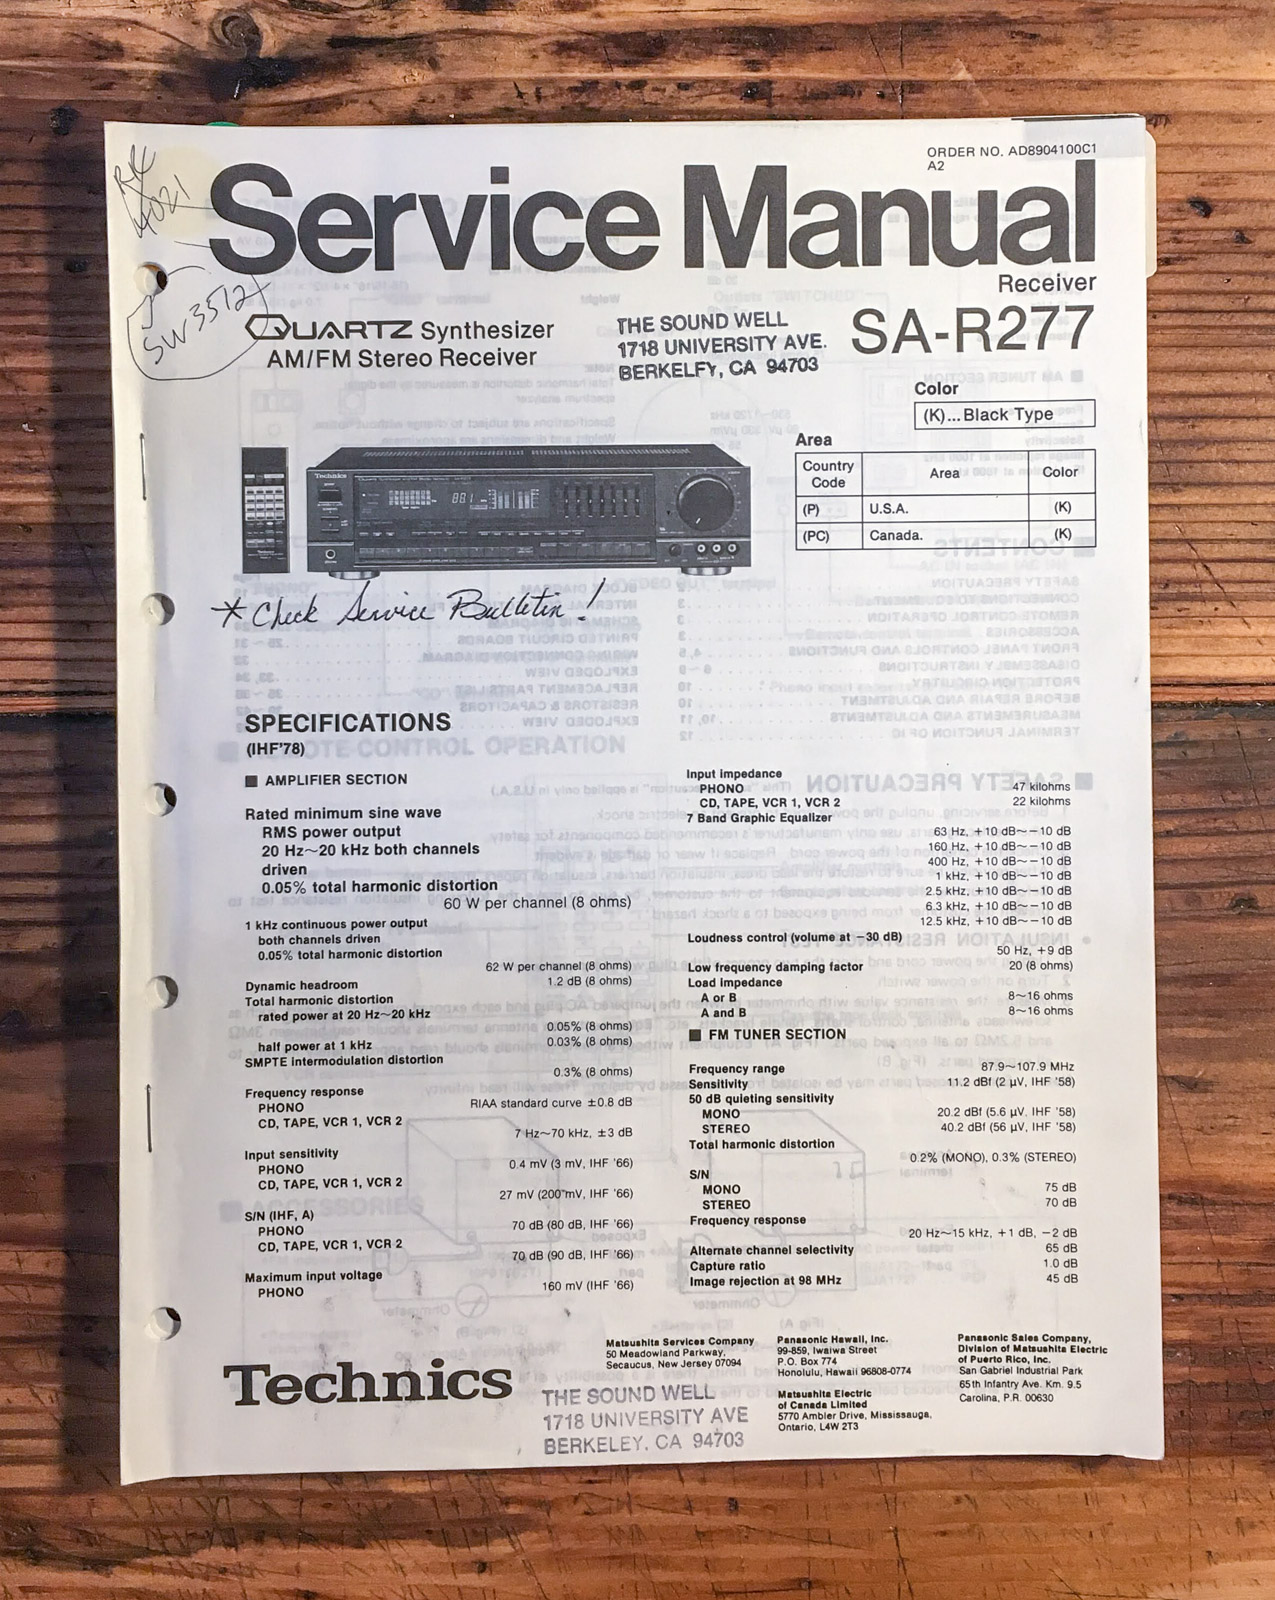 ORDER NO. AD8904100C1
A2
Service Manual
Receiver
SW3512
QUARTZ Synthesizer
AM/FM Stereo Receiver
THE SOUND WELL
1718 UNIVERSITY AVE.
BERKELEY, CA 94703
SA-R277
Color
(K)...Black Type
Area
Country Code Area Color
(P) U.S.A. (K)
(PC) Canada. (K)
Technics
* Check Service Bulletin!
SPECIFICATIONS
(IHF'78)
■ AMPLIFIER SECTION
Rated minimum sine wave
RMS power output
20 Hz~20 kHz both channels
driven
0.05% total harmonic distortion
60 W per channel (8 ohms)
1 kHz continuous power output
both channels driven
0.05% total harmonic distortion
62 W per channel (8 ohms)
Dynamic headroom 1.2 dB (8 ohms)
Total harmonic distortion
rated power at 20 Hz~20 kHz
0.05% (8 ohms)
half power at 1 kHz 0.03% (8 ohms)
SMPTE intermodulation distortion
0.3% (8 ohms)
Frequency response
PHONO RIAA standard curve ±0.8 dB
CD, TAPE, VCR 1, VCR 2
7 Hz~70 kHz, ±3 dB
Input sensitivity
PHONO 0.4 mV (3 mV, IHF '66)
CD, TAPE, VCR 1, VCR 2
27 mV (200 mV, IHF '66)
S/N (IHF, A)
PHONO 70 dB (80 dB, IHF '66)
CD, TAPE, VCR 1, VCR 2
70 dB (90 dB, IHF '66)
Maximum input voltage
PHONO 160 mV (IHF '66)
Input impedance
PHONO 47 kilohms
CD, TAPE, VCR 1, VCR 2 22 kilohms
7 Band Graphic Equalizer
63 Hz, +10 dB~−10 dB
160 Hz, +10 dB~−10 dB
400 Hz, +10 dB~−10 dB
1 kHz, +10 dB~−10 dB
2.5 kHz, +10 dB~−10 dB
6.3 kHz, +10 dB~−10 dB
12.5 kHz, +10 dB~−10 dB
Loudness control (volume at −30 dB)
50 Hz, +9 dB
Low frequency damping factor 20 (8 ohms)
Load impedance
A or B 8~16 ohms
A and B 8~16 ohms
■ FM TUNER SECTION
Frequency range 87.9~107.9 MHz
Sensitivity 11.2 dBf (2 µV, IHF '58)
50 dB quieting sensitivity
MONO 20.2 dBf (5.6 µV, IHF '58)
STEREO 40.2 dBf (56 µV, IHF '58)
Total harmonic distortion
0.2% (MONO), 0.3% (STEREO)
S/N
MONO 75 dB
STEREO 70 dB
Frequency response
20 Hz~15 kHz, +1 dB, −2 dB
Alternate channel selectivity 65 dB
Capture ratio 1.0 dB
Image rejection at 98 MHz 45 dB
Technics
THE SOUND WELL
1718 UNIVERSITY AVE
BERKELEY, CA 94703
Matsushita Services Company
50 Meadowland Parkway,
Secaucus, New Jersey 07094
Panasonic Hawaii, Inc.
99-859, Iwaiwa Street
P.O. Box 774
Honolulu, Hawaii 96808-0774
Matsushita Electric
of Canada Limited
5770 Ambler Drive, Mississauga,
Ontario, L4W 2T3
Panasonic Sales Company,
Division of Matsushita Electric
of Puerto Rico, Inc.
San Gabriel Industrial Park
65th Infantry Ave. Km. 9.5
Carolina, P.R. 00630